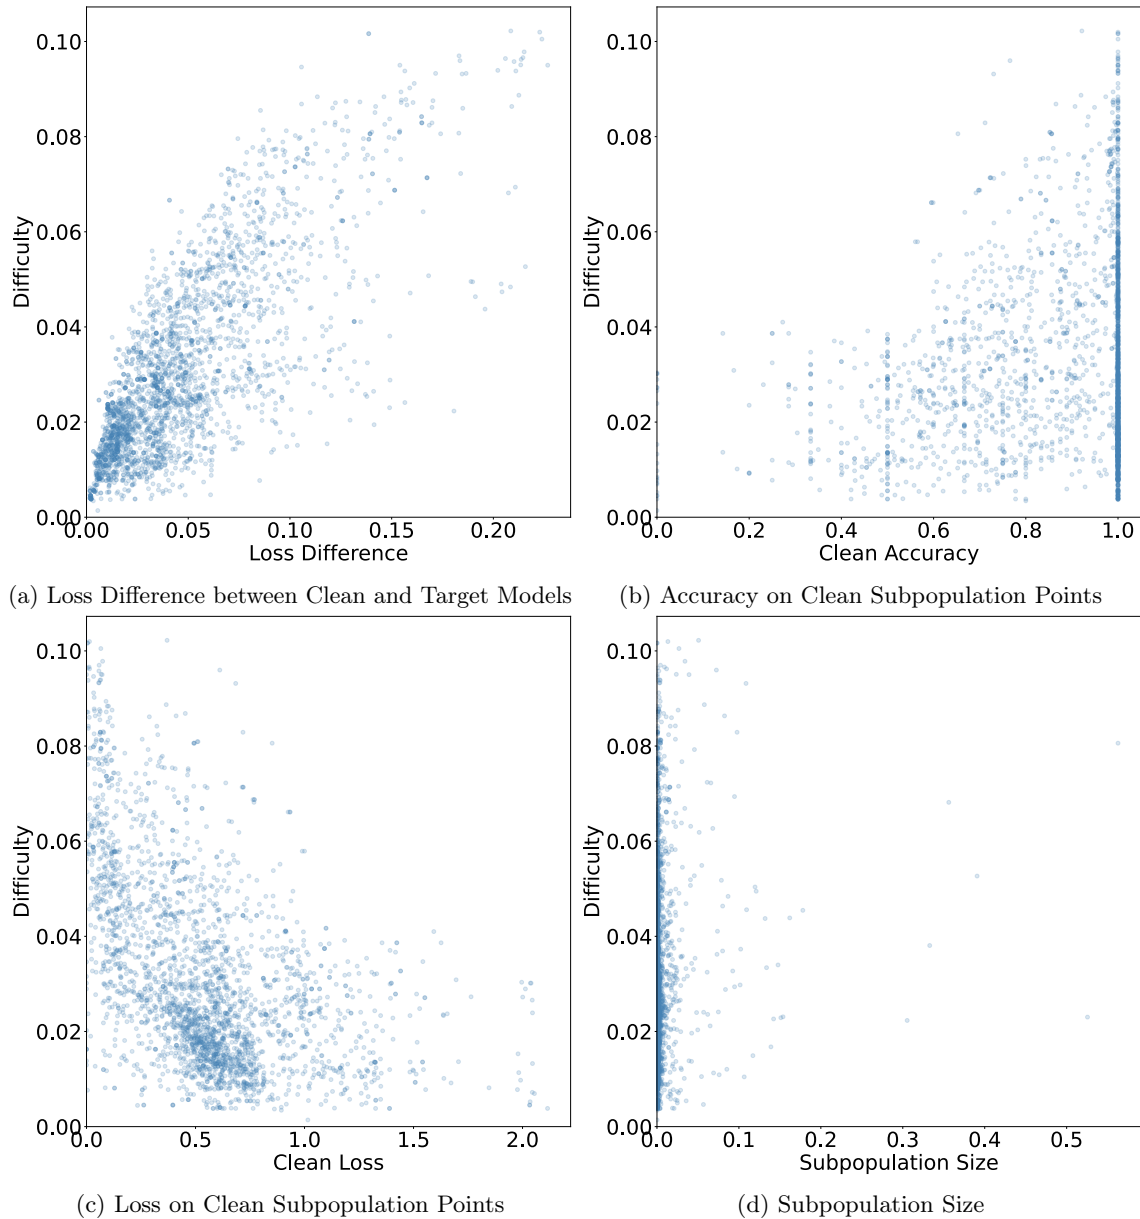 0.10
0.08
0.06
0.04
0.02
0.00
Difficulty
0.00 0.05 0.10 0.15 0.20
Loss Difference
(a) Loss Difference between Clean and Target Models
0.10
0.08
0.06
0.04
0.02
0.00
Difficulty
0.0 0.2 0.4 0.6 0.8 1.0
Clean Accuracy
(b) Accuracy on Clean Subpopulation Points
0.10
0.08
0.06
0.04
0.02
0.00
Difficulty
0.0 0.5 1.0 1.5 2.0
Clean Loss
(c) Loss on Clean Subpopulation Points
0.10
0.08
0.06
0.04
0.02
0.00
Difficulty
0.0 0.1 0.2 0.3 0.4 0.5
Subpopulation Size
(d) Subpopulation Size